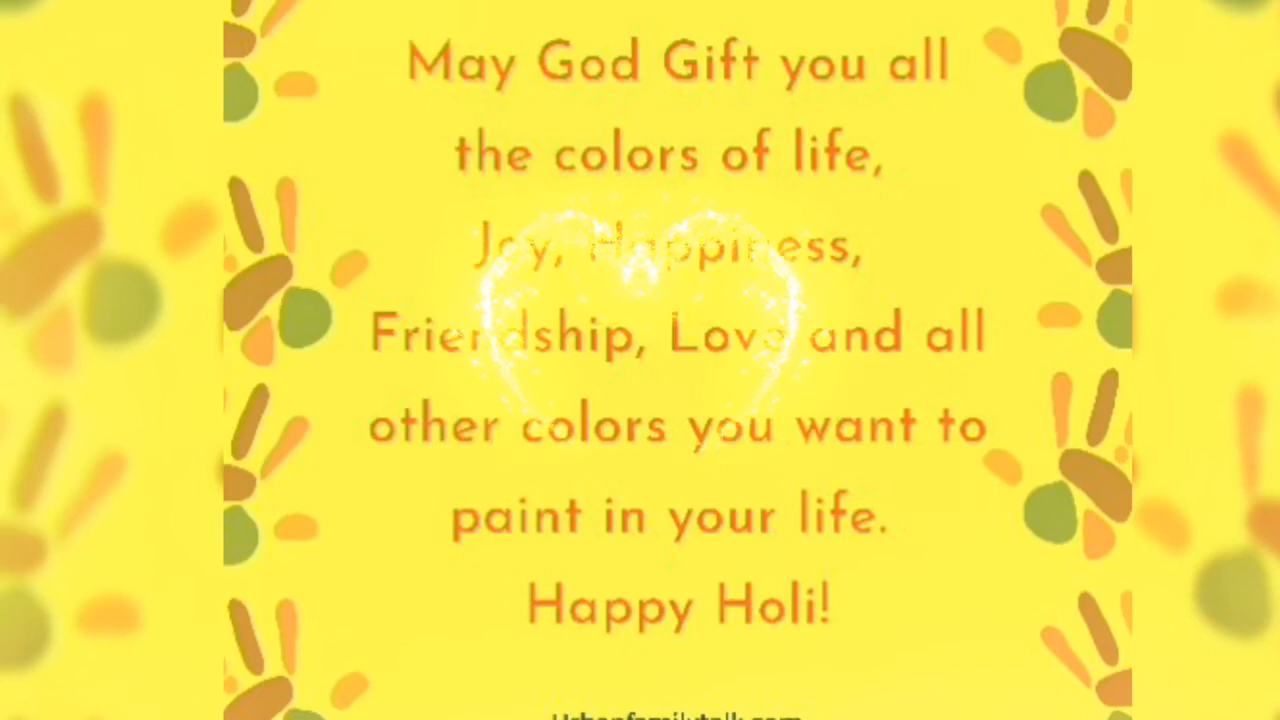 May God Gift you all
the colors of life,
Joy, Happiness,
Friendship, Love and all
other colors you want to
paint in your life.
Happy Holi!